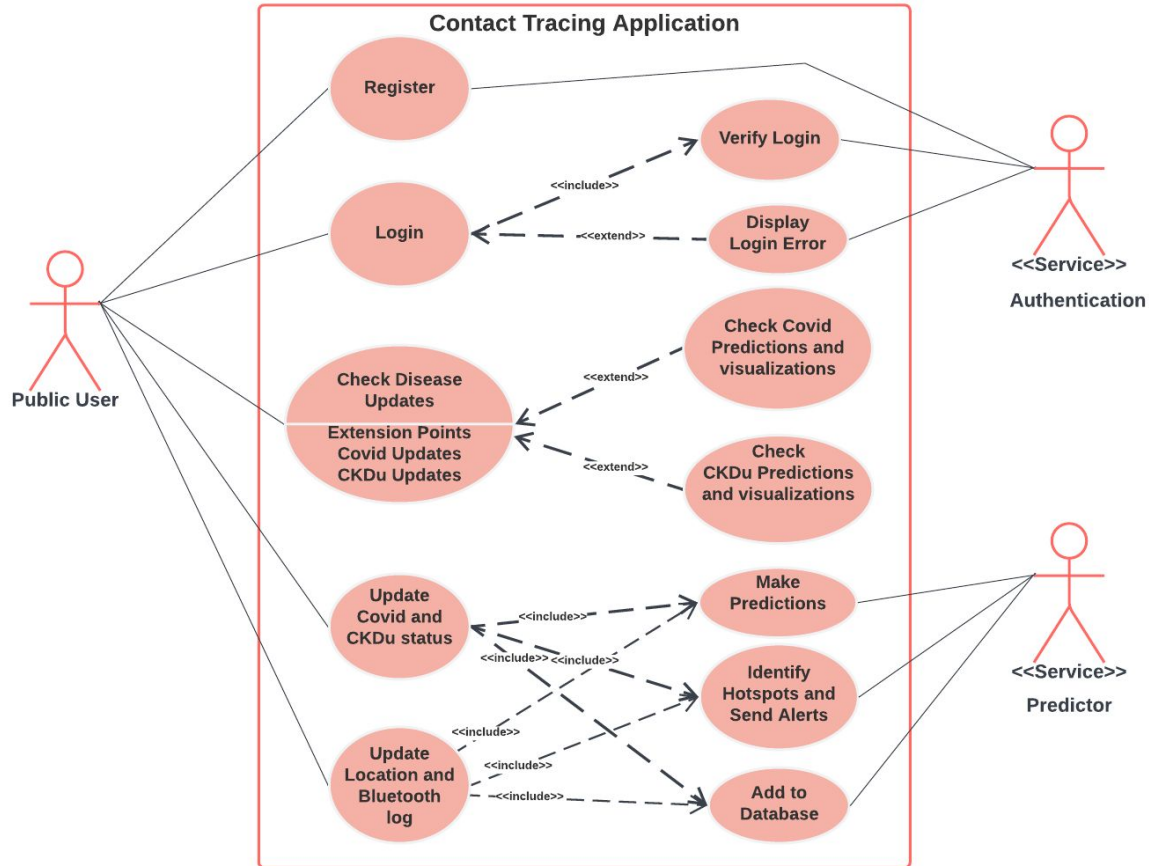 Contact Tracing Application
Register
Verify Login
<<include>>
Login
Display
Login Error
<<extend>>
<<Service>>
Authentication
Public User
Check Disease
Updates
Extension Points
Covid Updates
CKDu Updates
Check Covid
Predictions and
visualizations
<<extend>>
Check
CKDu Predictions
and visualizations
<<extend>>
Update
Covid and
CKDu status
Make
Predictions
<<include>>
<<include>>
<<include>>
Identify
Hotspots and
Send Alerts
<<Service>>
Predictor
Update
Location and
Bluetooth
log
<<include>>
<<include>>
<<include>>
Add to
Database